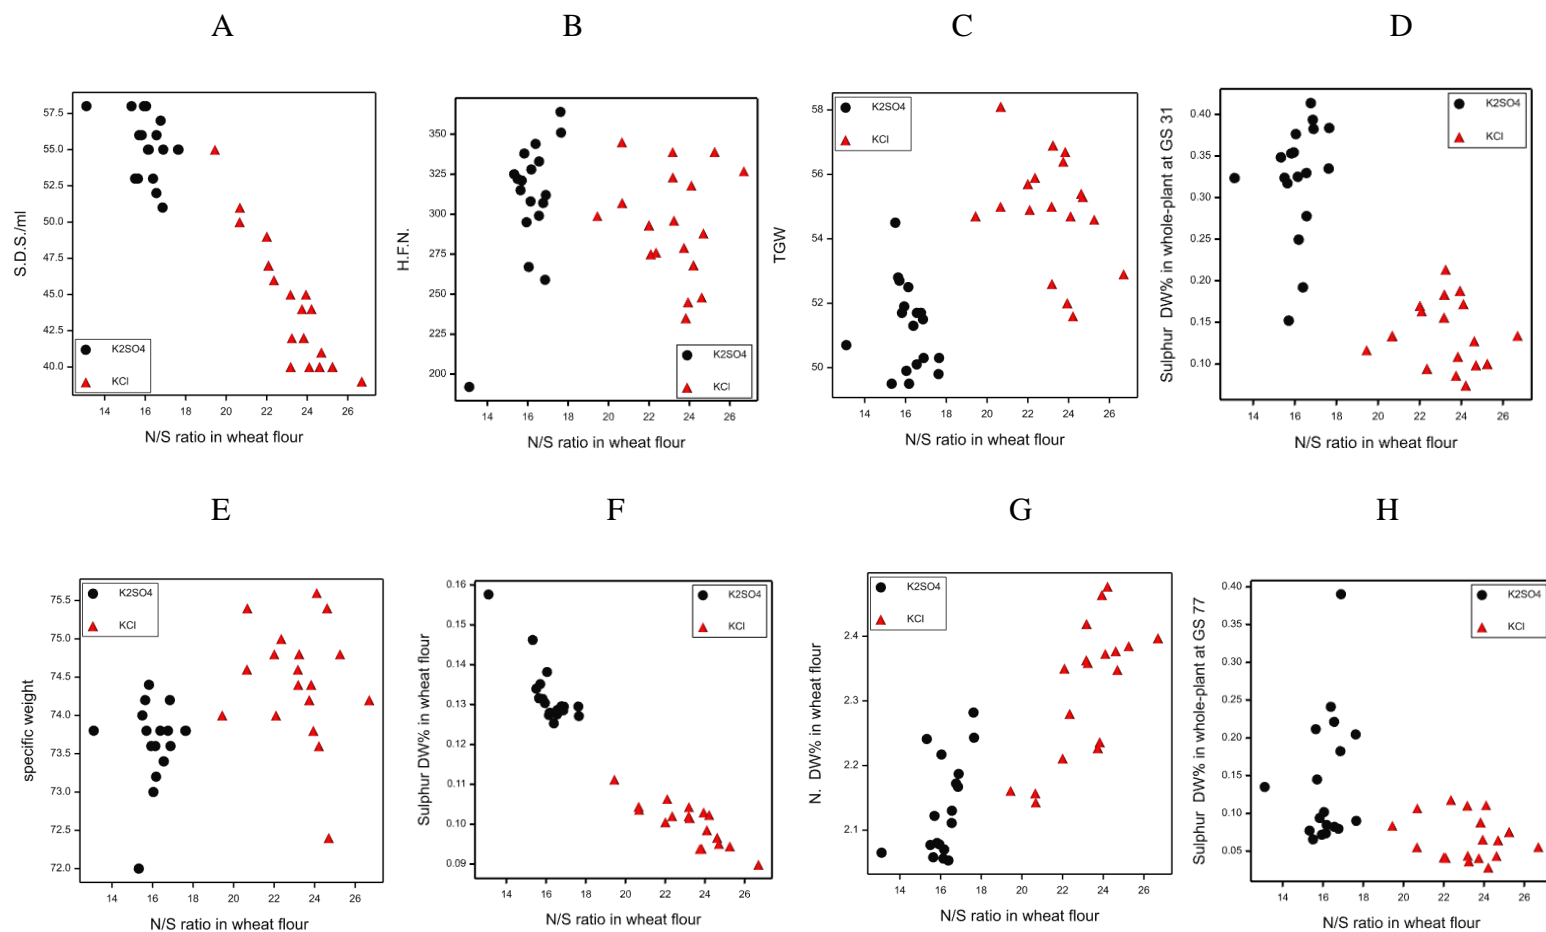 A
B
C
D
S.D.S./ml
57.5
55.0
52.5
50.0
47.5
45.0
42.5
40.0
K2SO4
KCl
14 16 18 20 22 24 26
N/S ratio in wheat flour
H.F.N.
350
325
300
275
250
225
200
K2SO4
KCl
14 16 18 20 22 24 26
N/S ratio in wheat flour
TGW
58
56
54
52
50
K2SO4
KCl
14 16 18 20 22 24 26
N/S ratio in wheat flour
Sulphur DW% in whole-plant at GS 31
0.40
0.35
0.30
0.25
0.20
0.15
0.10
K2SO4
KCl
14 16 18 20 22 24 26
N/S ratio in wheat flour
E
F
G
H
specific weight
75.5
75.0
74.5
74.0
73.5
73.0
72.5
72.0
K2SO4
KCl
14 16 18 20 22 24 26
N/S ratio in wheat flour
Sulphur DW% in wheat flour
0.16
0.15
0.14
0.13
0.12
0.11
0.10
0.09
K2SO4
KCl
14 16 18 20 22 24 26
N/S ratio in wheat flour
N. DW% in wheat flour
2.4
2.3
2.2
2.1
K2SO4
KCl
14 16 18 20 22 24 26
N/S ratio in wheat flour
Sulphur DW% in whole-plant at GS 77
0.40
0.35
0.30
0.25
0.20
0.15
0.10
0.05
K2SO4
KCl
14 16 18 20 22 24 26
N/S ratio in wheat flour